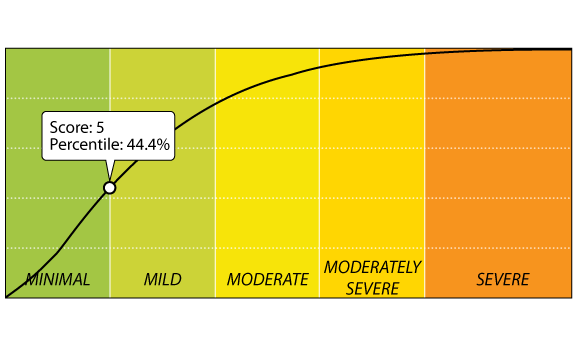 Score: 5
Percentile: 44.4%
MINIMAL
MILD
MODERATE
MODERATELY
SEVERE
SEVERE